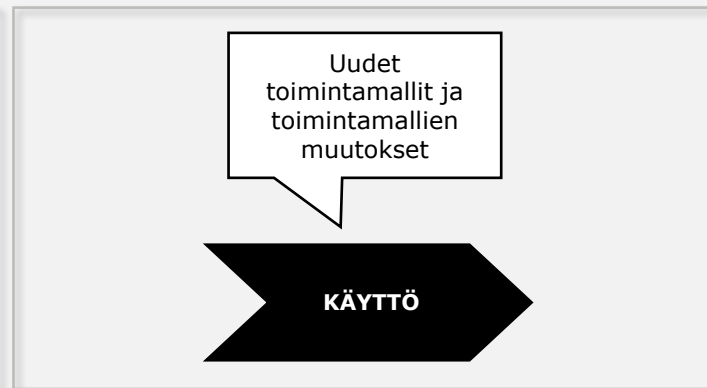 Uudet
toimintamallit ja
toimintamallien
muutokset
KÄYTTÖ